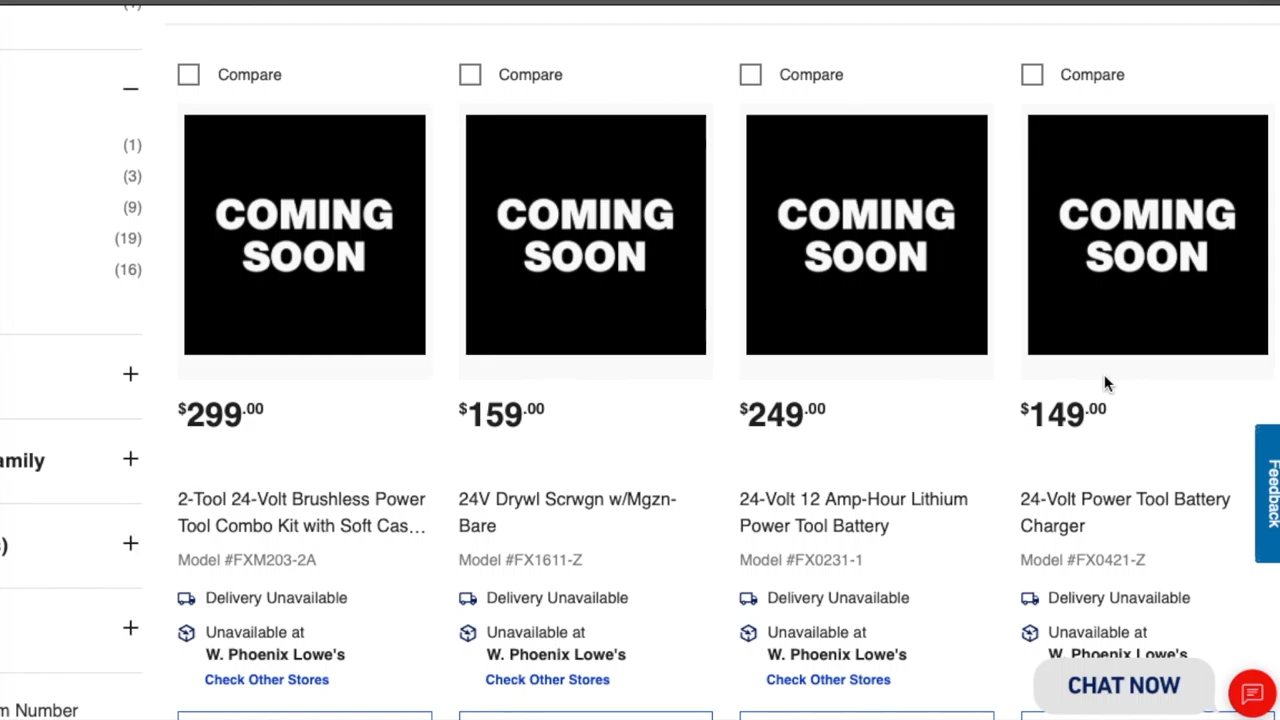 Compare
Compare
Compare
Compare
(1)
(3)
(9)
(19)
(16)
COMING
SOON
COMING
SOON
COMING
SOON
COMING
SOON
$299.00
$159.00
$249.00
$149.00
amily
2-Tool 24-Volt Brushless Power
Tool Combo Kit with Soft Cas...
Model #FXM203-2A
Delivery Unavailable
Unavailable at
W. Phoenix Lowe's
Check Other Stores
24V Drywl Scrwgn w/Mgzn-
Bare
Model #FX1611-Z
Delivery Unavailable
Unavailable at
W. Phoenix Lowe's
Check Other Stores
24-Volt 12 Amp-Hour Lithium
Power Tool Battery
Model #FX0231-1
Delivery Unavailable
Unavailable at
W. Phoenix Lowe's
Check Other Stores
24-Volt Power Tool Battery
Charger
Model #FX0421-Z
Delivery Unavailable
Unavailable at
W. Phoenix Lowe's
Feedback
CHAT NOW
s)
m Number